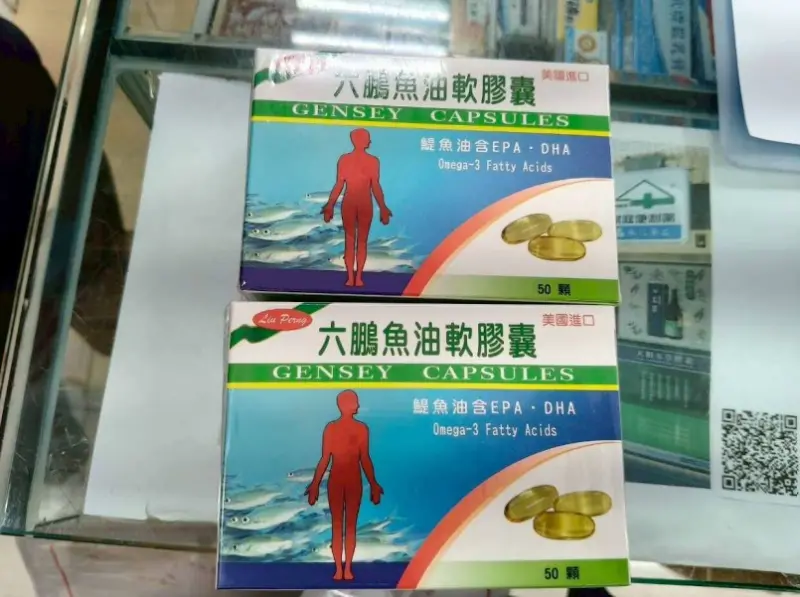 美國進口
六鵬魚油軟膠囊
GENSEY CAPSULES
鯷魚油含EPA·DHA
Omega-3 Fatty Acids
50 顆
Liu Perng
美國進口
六鵬魚油軟膠囊
GENSEY CAPSULES
鯷魚油含EPA·DHA
Omega-3 Fatty Acids
50 顆